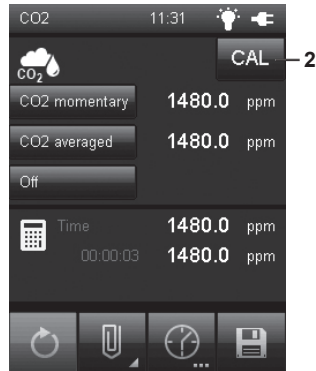 CO2 11:31
CAL 2
CO2
CO2 momentary 1480.0 ppm
CO2 averaged 1480.0 ppm
Off
Time 1480.0 ppm
00:00:03 1480.0 ppm